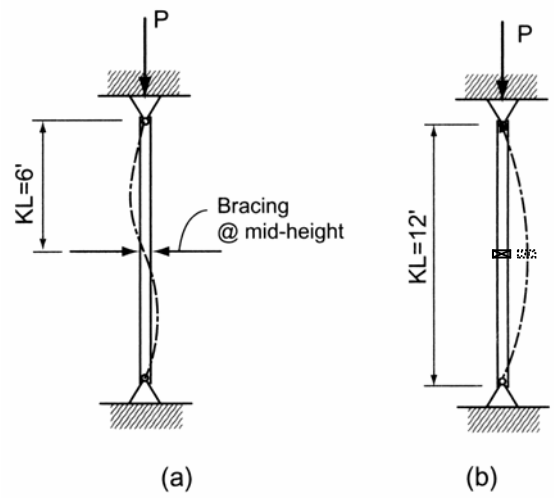 P
KL=6'
Bracing
@ mid-height
(a)
P
KL=12'
(b)